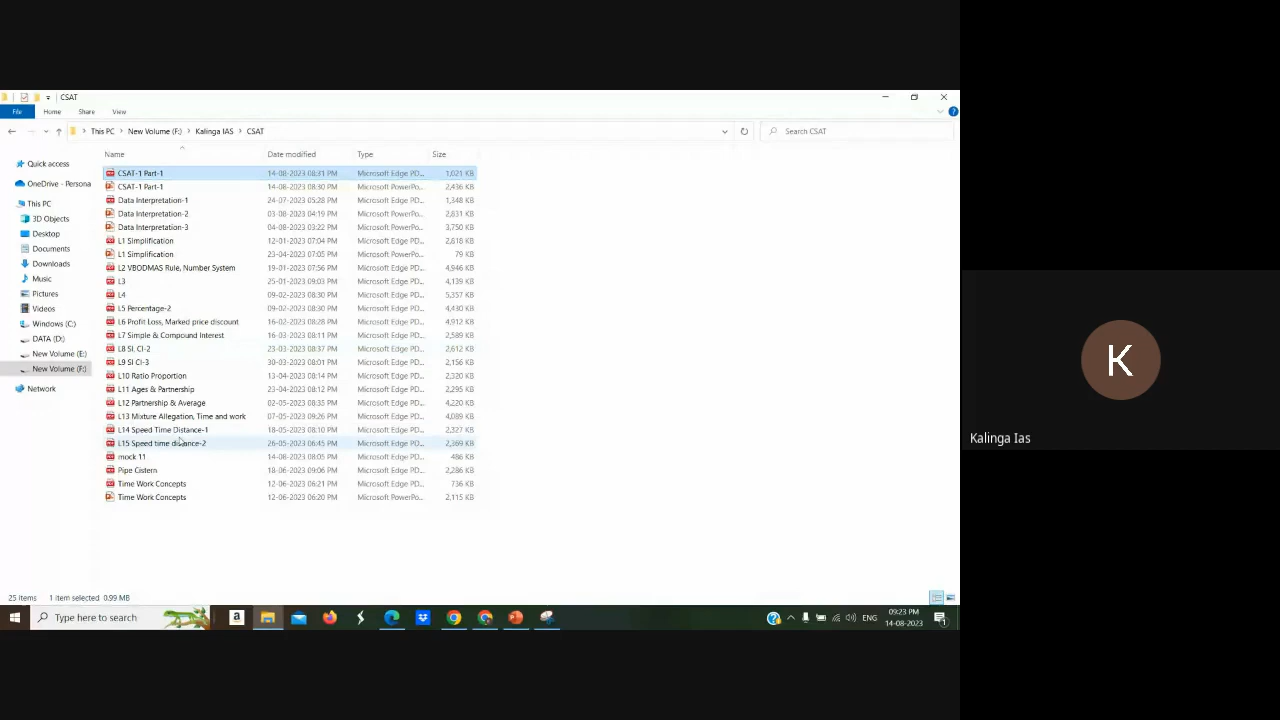 CSAT
File Home Share View
This PC New Volume (F:) Kalinga IAS CSAT Search CSAT
Name Date modified Type Size
CSAT-1 Part-1 14-08-2023 08:31 PM Microsoft Edge PD... 1,021 KB
CSAT-1 Part-1 14-08-2023 08:30 PM Microsoft PowerPo... 2,436 KB
Data Interpretation-1 24-07-2023 05:28 PM Microsoft Edge PD... 1,348 KB
Data Interpretation-2 03-08-2023 04:19 PM Microsoft PowerPo... 2,831 KB
Data Interpretation-3 04-08-2023 03:22 PM Microsoft PowerPo... 3,750 KB
L1 Simplification 12-01-2023 07:04 PM Microsoft Edge PD... 2,618 KB
L1 Simplification 23-04-2023 07:05 PM Microsoft PowerPo... 79 KB
L2 VBODMAS Rule, Number System 19-01-2023 07:56 PM Microsoft Edge PD... 4,946 KB
L3 25-01-2023 09:03 PM Microsoft Edge PD... 4,139 KB
L4 09-02-2023 08:30 PM Microsoft Edge PD... 5,357 KB
L5 Percentage-2 09-02-2023 08:30 PM Microsoft Edge PD... 4,430 KB
L6 Profit Loss, Marked price discount 16-02-2023 08:28 PM Microsoft Edge PD... 4,912 KB
L7 Simple & Compound Interest 16-03-2023 08:11 PM Microsoft Edge PD... 2,589 KB
L8 SI. CI-2 23-03-2023 08:37 PM Microsoft Edge PD... 2,612 KB
L9 SI CI-3 30-03-2023 08:01 PM Microsoft Edge PD... 2,156 KB
L10 Ratio Proportion 13-04-2023 08:14 PM Microsoft Edge PD... 2,320 KB
L11 Ages & Partnership 23-04-2023 08:12 PM Microsoft Edge PD... 2,295 KB
L12 Partnership & Average 02-05-2023 08:35 PM Microsoft Edge PD... 4,220 KB
L13 Mixture Allegation, Time and work 07-05-2023 09:26 PM Microsoft Edge PD... 4,089 KB
L14 Speed Time Distance-1 18-05-2023 08:10 PM Microsoft Edge PD... 2,327 KB
L15 Speed time distance-2 26-05-2023 06:45 PM Microsoft Edge PD... 2,369 KB
mock 11 14-08-2023 08:05 PM Microsoft Edge PD... 486 KB
Pipe Cistern 18-06-2023 09:06 PM Microsoft Edge PD... 2,286 KB
Time Work Concepts 12-06-2023 06:21 PM Microsoft Edge PD... 736 KB
Time Work Concepts 12-06-2023 06:20 PM Microsoft PowerPo... 2,115 KB
Quick access
OneDrive - Persona
This PC
3D Objects
Desktop
Documents
Downloads
Music
Pictures
Videos
Windows (C:)
DATA (D:)
New Volume (E:)
New Volume (F:)
Network
25 items 1 item selected 0.99 MB
Type here to search
ENG
09:23 PM
14-08-2023
K
Kalinga Ias